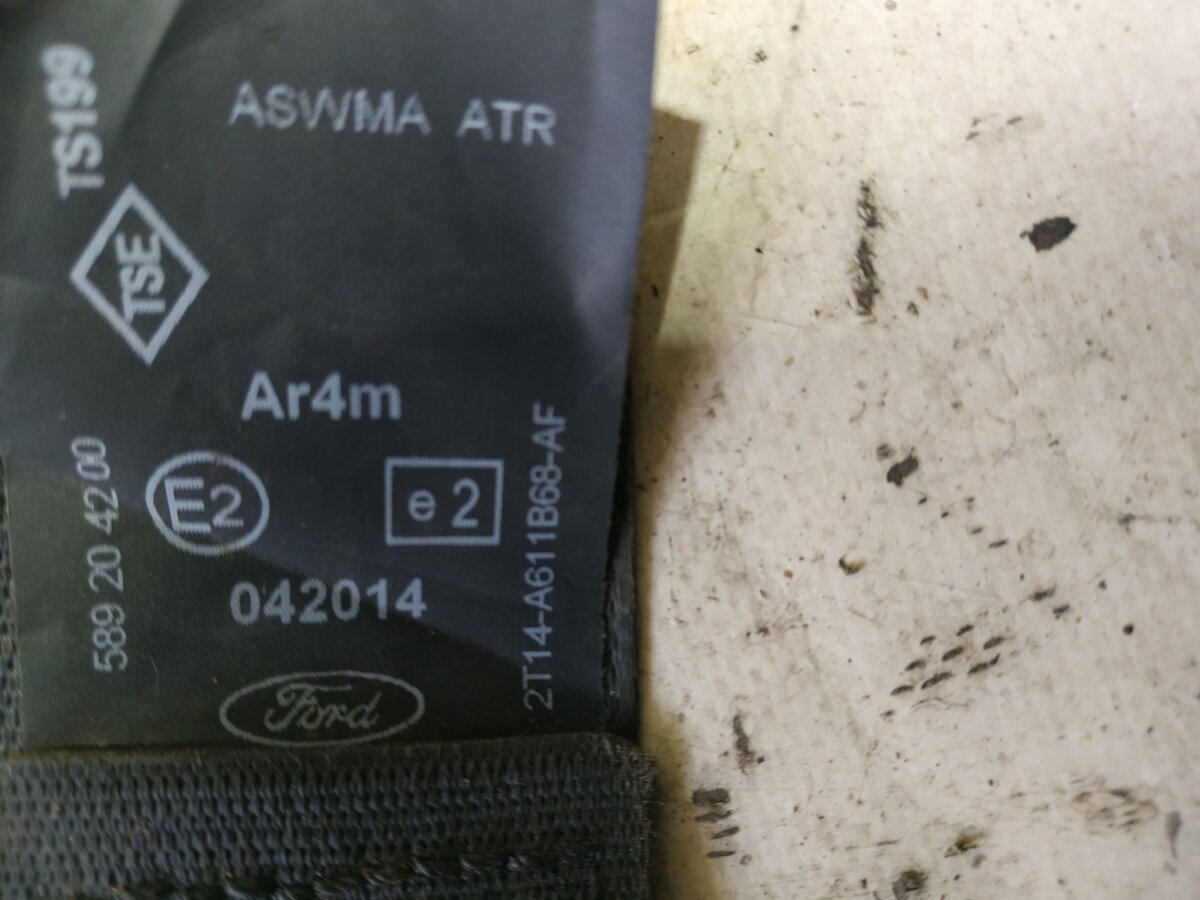 TS199
ASWMA ATR
TSE
Ar4m
589 20 42 00
E2
e 2
042014
2T14-A611B68-AF
Ford